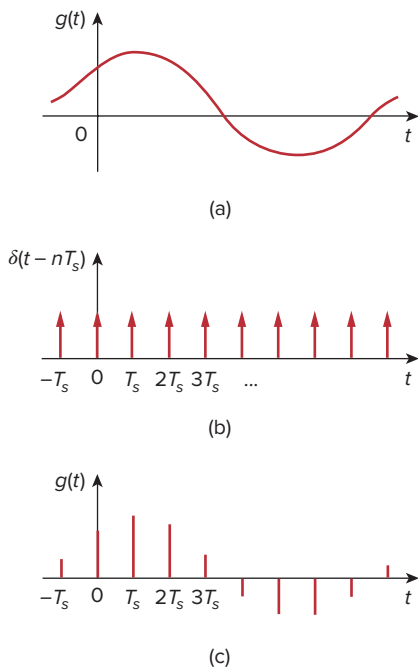 g(t)
0
t
(a)
δ(t − nTₛ)
−Tₛ 0 Tₛ 2Tₛ 3Tₛ ... t
(b)
g(t)
−Tₛ 0 Tₛ 2Tₛ 3Tₛ t
(c)